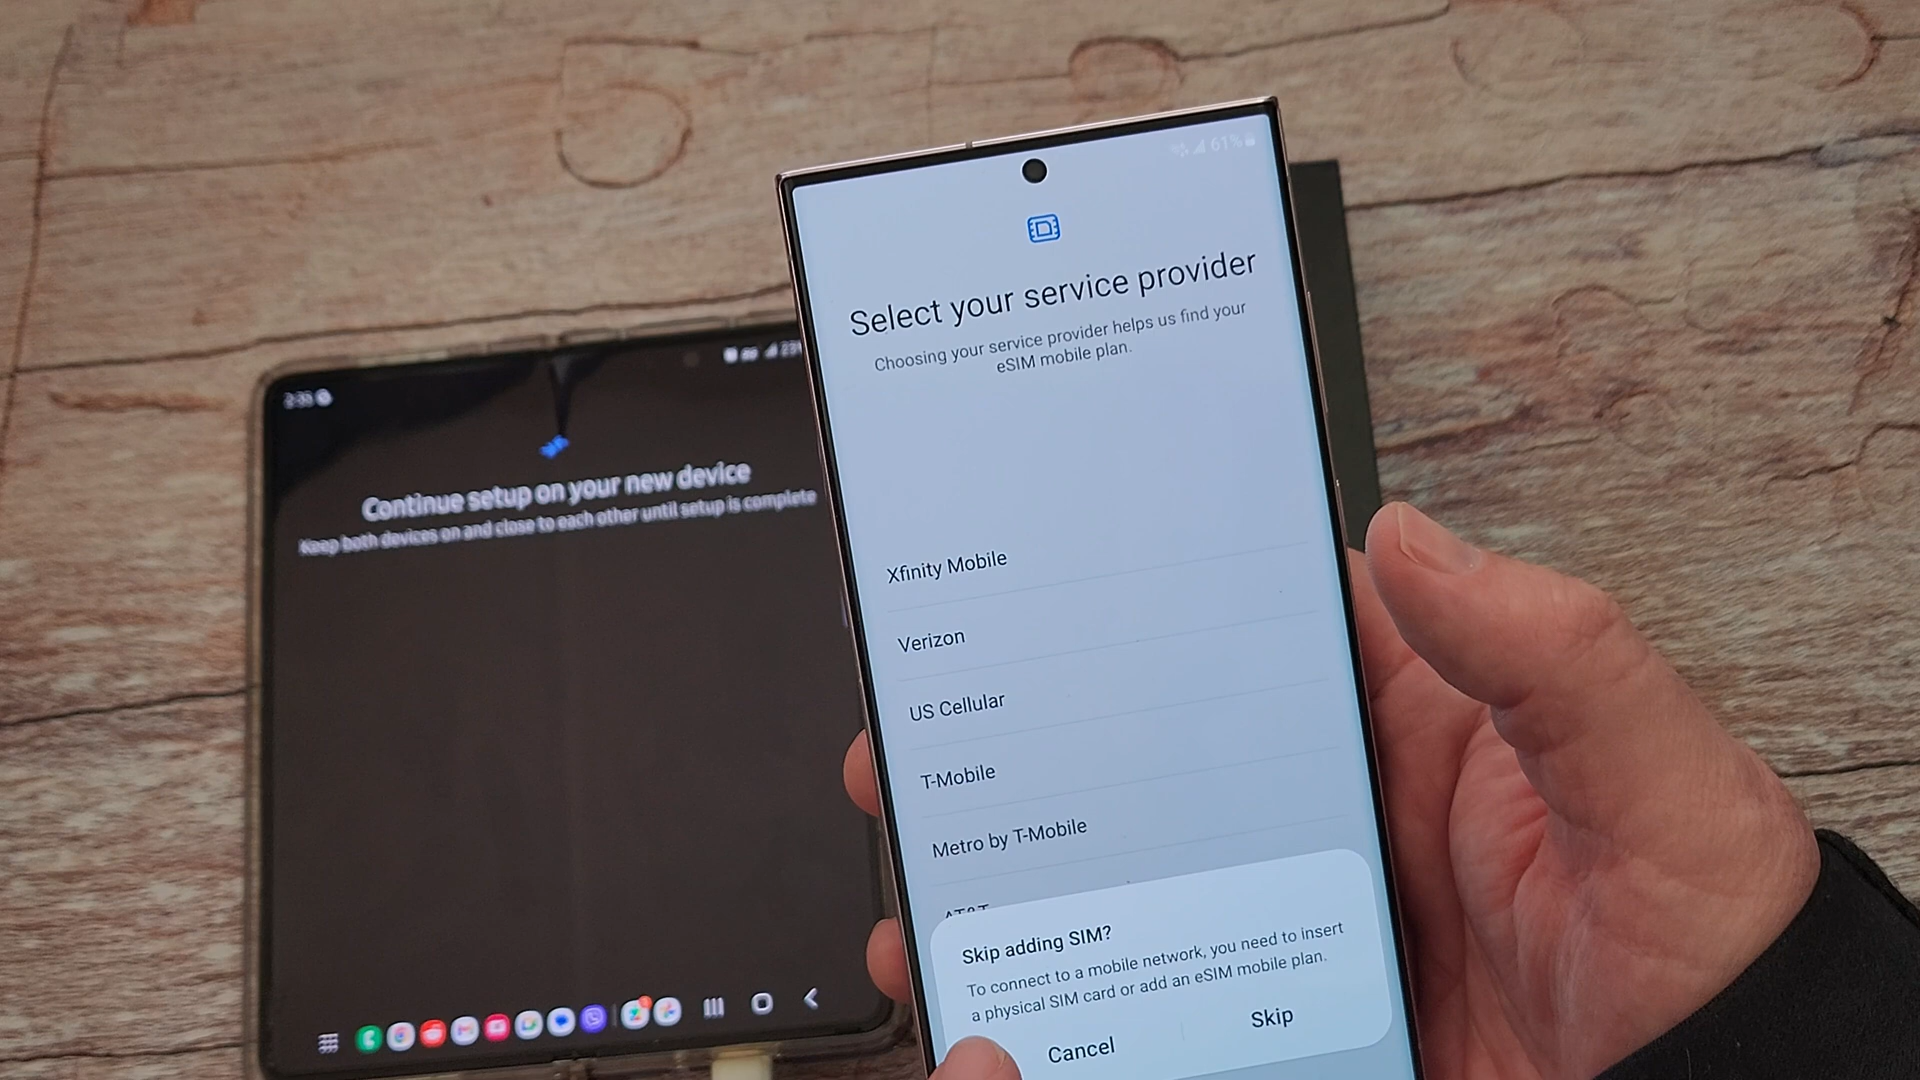 61%
Select your service provider
Choosing your service provider helps us find your
eSIM mobile plan.
Xfinity Mobile
Verizon
US Cellular
T-Mobile
Metro by T-Mobile
AT&T
Skip adding SIM?
To connect to a mobile network, you need to insert
a physical SIM card or add an eSIM mobile plan.
Cancel
Skip
23%
Continue setup on your new device
Keep both devices on and close to each other until setup is complete